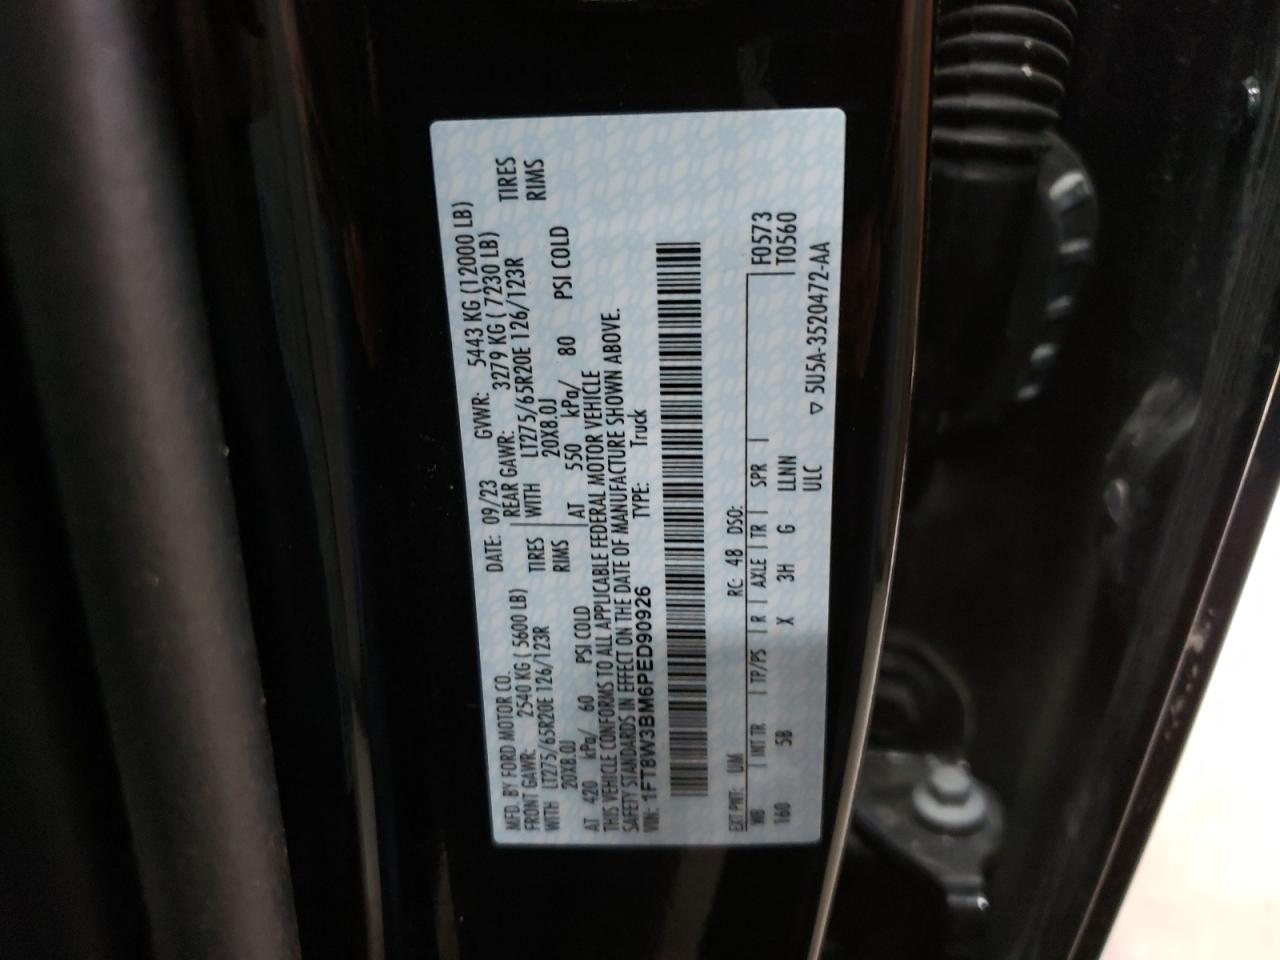 MFD. BY FORD MOTOR CO. DATE: 09/23 GVWR: 5443 KG (12000 LB)
FRONT GAWR: 2540 KG ( 5600 LB) REAR GAWR: 3279 KG ( 7230 LB)
WITH LT275/65R20E 126/123R TIRES WITH LT275/65R20E 126/123R TIRES
20X8.0J RIMS 20X8.0J RIMS
AT 420 kPa/ 60 PSI COLD AT 550 kPa/ 80 PSI COLD
THIS VEHICLE CONFORMS TO ALL APPLICABLE FEDERAL MOTOR VEHICLE
SAFETY STANDARDS IN EFFECT ON THE DATE OF MANUFACTURE SHOWN ABOVE.
VIN: 1FT8W3BM6PED90926 TYPE: Truck
EXT PNT: UM RC: 48 DSO: F0573
WB INT TR TP/PS R AXLE TR SPR T0560
160 5B X 3H G LLNN
ULC ▽ 5U5A-3520472-AA